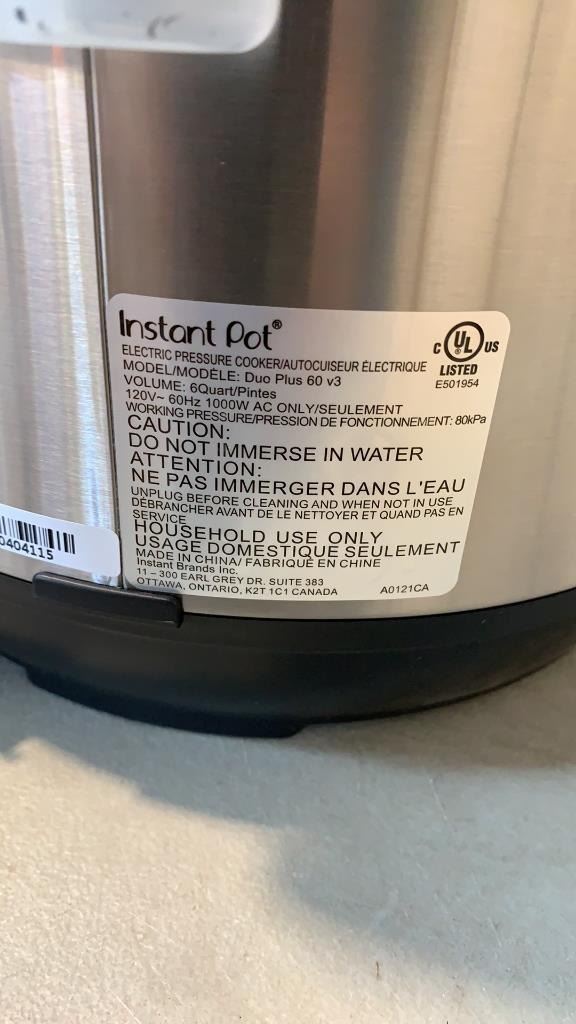 Instant Pot®
ELECTRIC PRESSURE COOKER/AUTOCUISEUR ÉLECTRIQUE
MODEL/MODÈLE: Duo Plus 60 v3
VOLUME: 6Quart/Pintes
120V~ 60Hz 1000W AC ONLY/SEULEMENT
WORKING PRESSURE/PRESSION DE FONCTIONNEMENT: 80kPa
C UL ® US
LISTED
E501954
CAUTION:
DO NOT IMMERSE IN WATER
ATTENTION:
NE PAS IMMERGER DANS L'EAU
UNPLUG BEFORE CLEANING AND WHEN NOT IN USE
DÉBRANCHER AVANT DE LE NETTOYER ET QUAND PAS EN
SERVICE
HOUSEHOLD USE ONLY
USAGE DOMESTIQUE SEULEMENT
MADE IN CHINA/ FABRIQUÉ EN CHINE
Instant Brands Inc.
11 – 300 EARL GREY DR. SUITE 383
OTTAWA, ONTARIO, K2T 1C1 CANADA
A0121CA
0404115